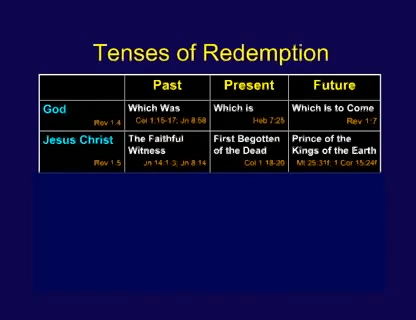 Tenses of Redemption
Past Present Future
God Which Was Which is Which Is to Come
Rev 1:4 Col 1:15-17; Jn 8:58 Heb 7:25 Rev 1:7
Jesus Christ The Faithful First Begotten Prince of the
Witness of the Dead Kings of the Earth
Rev 1:5 Jn 14:1-3; Jn 8:14 Col 1:18-20 Mt 25:31f; 1 Cor 15:24f